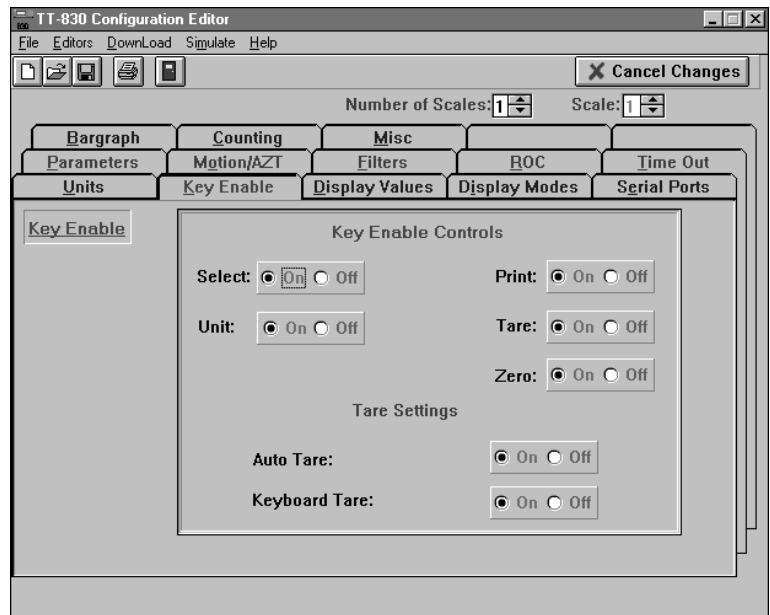 TT-830 Configuration Editor
File Editors DownLoad Simulate Help
Cancel Changes
Number of Scales: 1 Scale: 1
Bargraph Counting Misc
Parameters Motion/AZT Filters ROC Time Out
Units Key Enable Display Values Display Modes Serial Ports
Key Enable
Key Enable Controls
Select: On Off Print: On Off
Unit: On Off Tare: On Off
Zero: On Off
Tare Settings
Auto Tare: On Off
Keyboard Tare: On Off